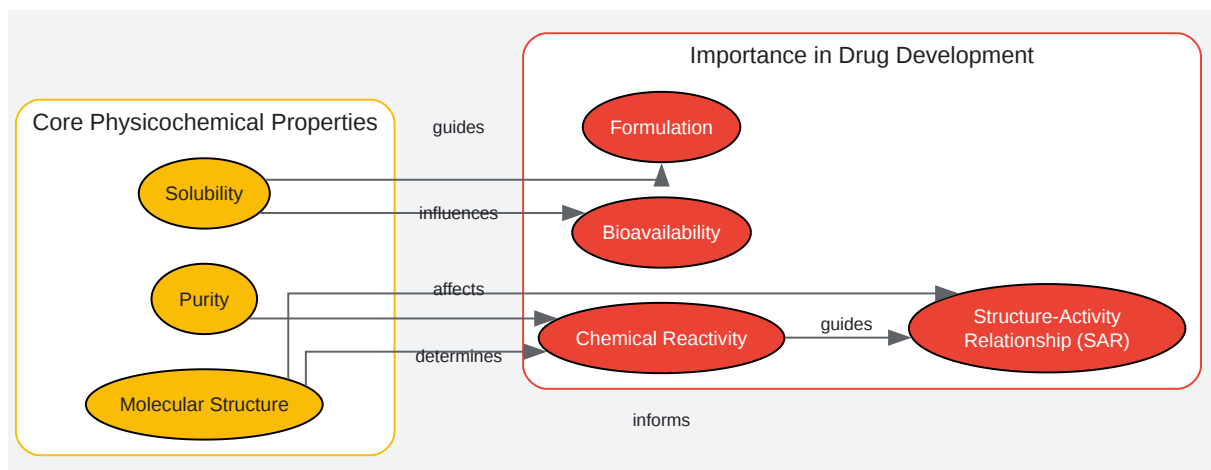 Importance in Drug Development
Core Physicochemical Properties
guides
Formulation
Solubility
influences
Bioavailability
Purity
affects
Chemical Reactivity
guides
Structure-Activity
Relationship (SAR)
determines
Molecular Structure
informs